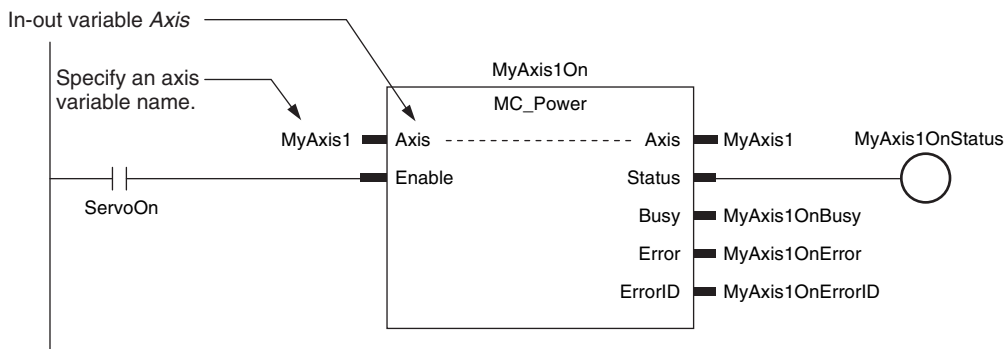 In-out variable Axis
Specify an axis
variable name.
MyAxis1On
MC_Power
MyAxis1 Axis Axis MyAxis1
MyAxis1OnStatus
Enable Status
ServoOn
Busy MyAxis1OnBusy
Error MyAxis1OnError
ErrorID MyAxis1OnErrorID